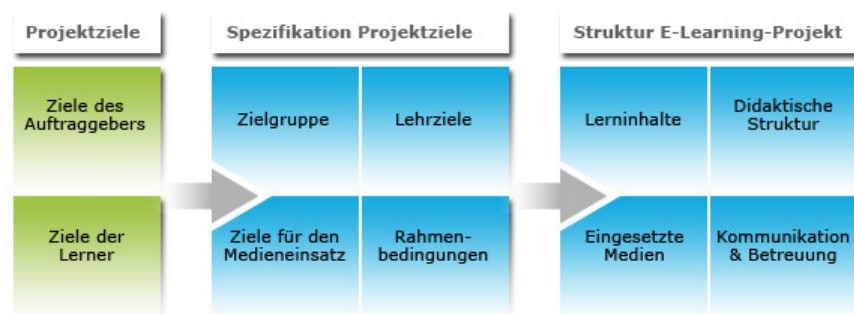 Projektziele
Spezifikation Projektziele
Struktur E-Learning-Projekt
Ziele des
Auftraggebers
Zielgruppe
Lehrziele
Lerninhalte
Didaktische
Struktur
Ziele der
Lerner
Ziele für den
Medieneinsatz
Rahmen-
bedingungen
Eingesetzte
Medien
Kommunikation
& Betreuung